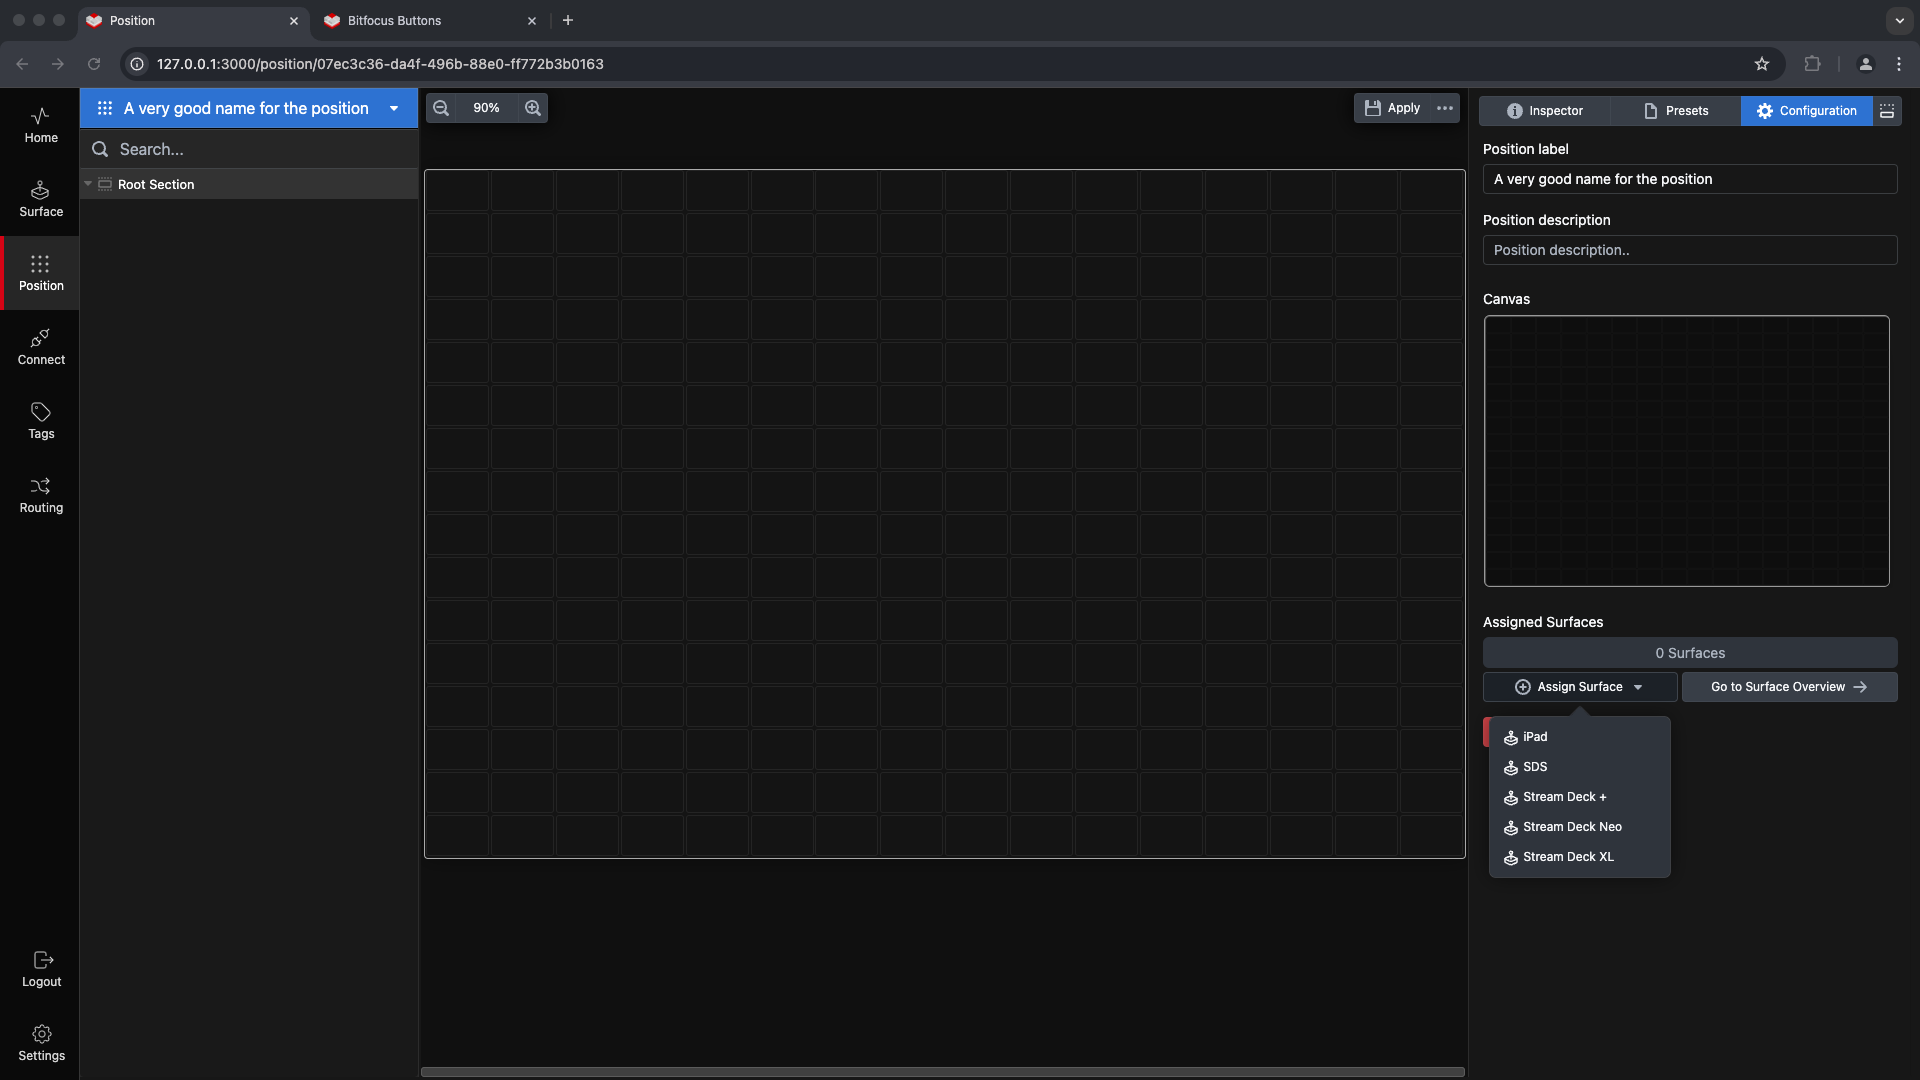 Position
Bitfocus Buttons
127.0.0.1:3000/position/07ec3c36-da4f-496b-88e0-ff772b3b0163
Home
Surface
Position
Connect
Tags
Routing
Logout
Settings
A very good name for the position
Search...
Root Section
90%
Apply
Inspector
Presets
Configuration
Position label
A very good name for the position
Position description
Position description..
Canvas
Assigned Surfaces
0 Surfaces
Assign Surface
Go to Surface Overview
iPad
SDS
Stream Deck +
Stream Deck Neo
Stream Deck XL